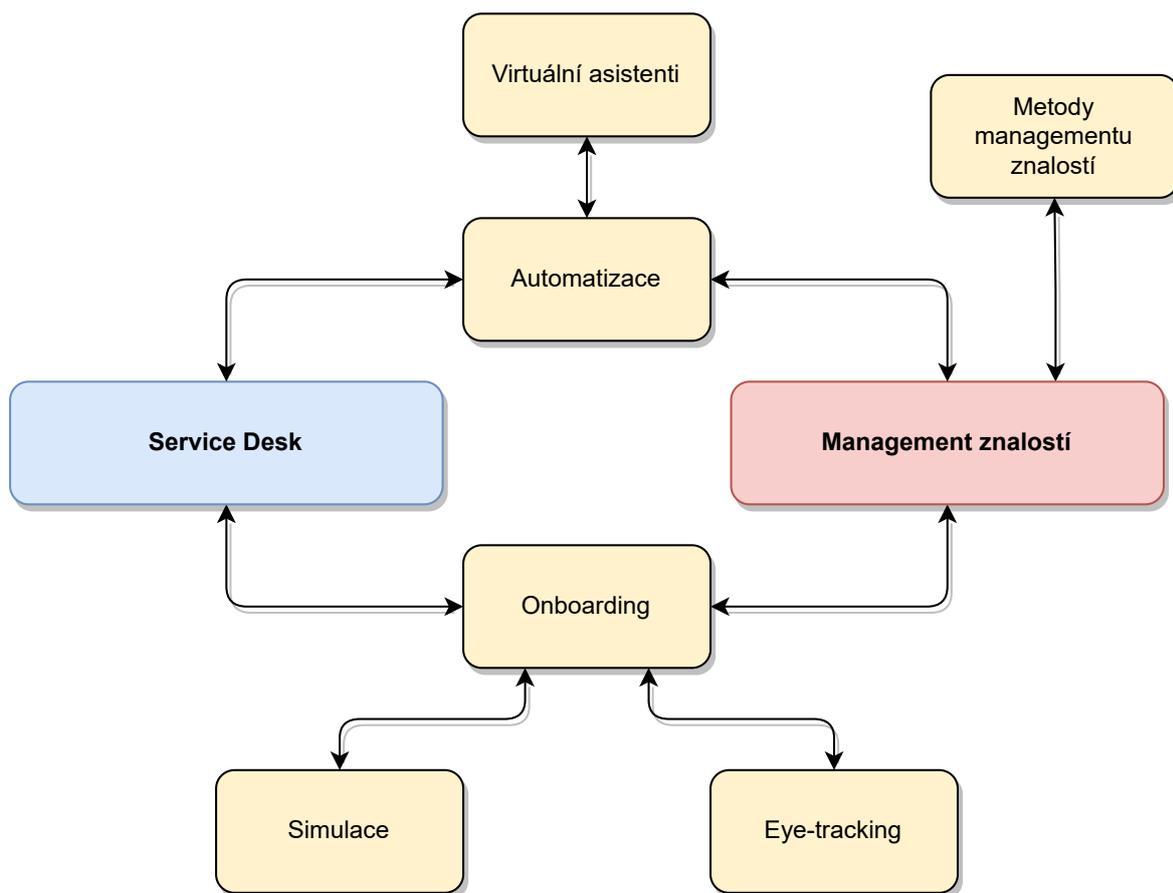 Virtuální asistenti
Metody
managementu
znalostí
Automatizace
Service Desk
Management znalostí
Onboarding
Simulace
Eye-tracking